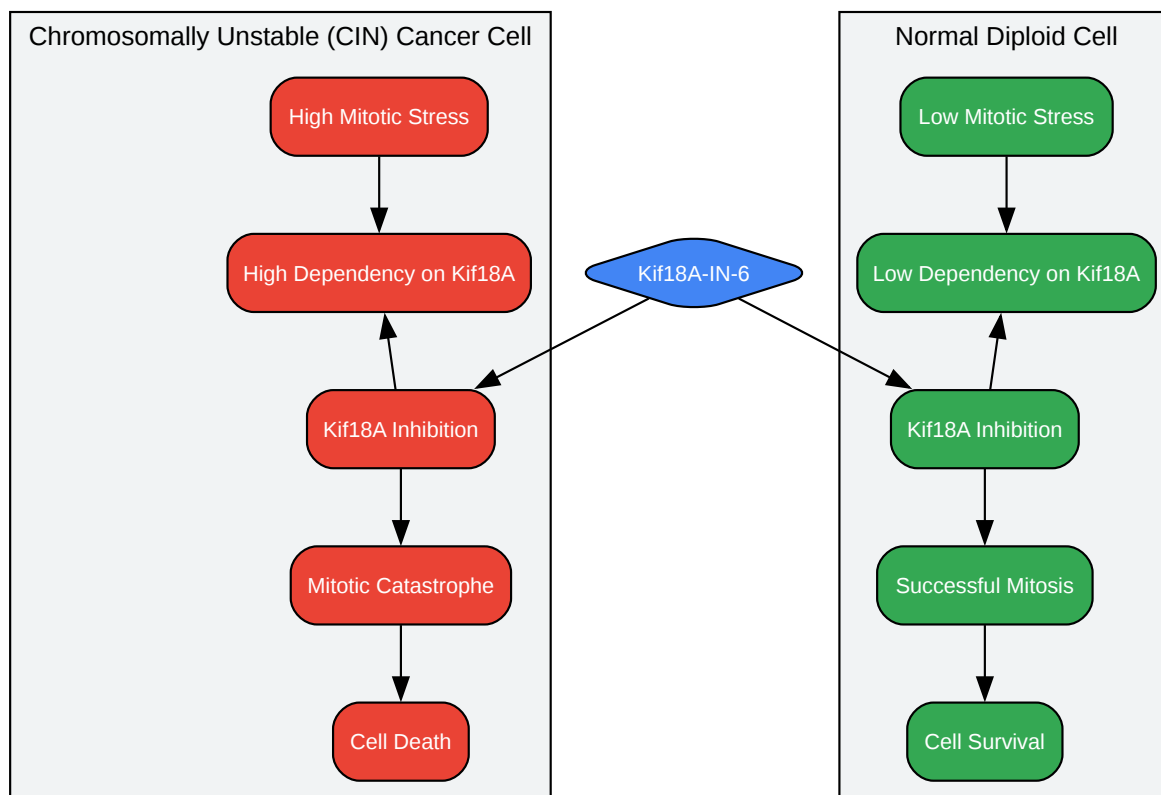 Chromosomally Unstable (CIN) Cancer Cell
High Mitotic Stress
High Dependency on Kif18A
Kif18A Inhibition
Mitotic Catastrophe
Cell Death
Kif18A-IN-6
Normal Diploid Cell
Low Mitotic Stress
Low Dependency on Kif18A
Kif18A Inhibition
Successful Mitosis
Cell Survival